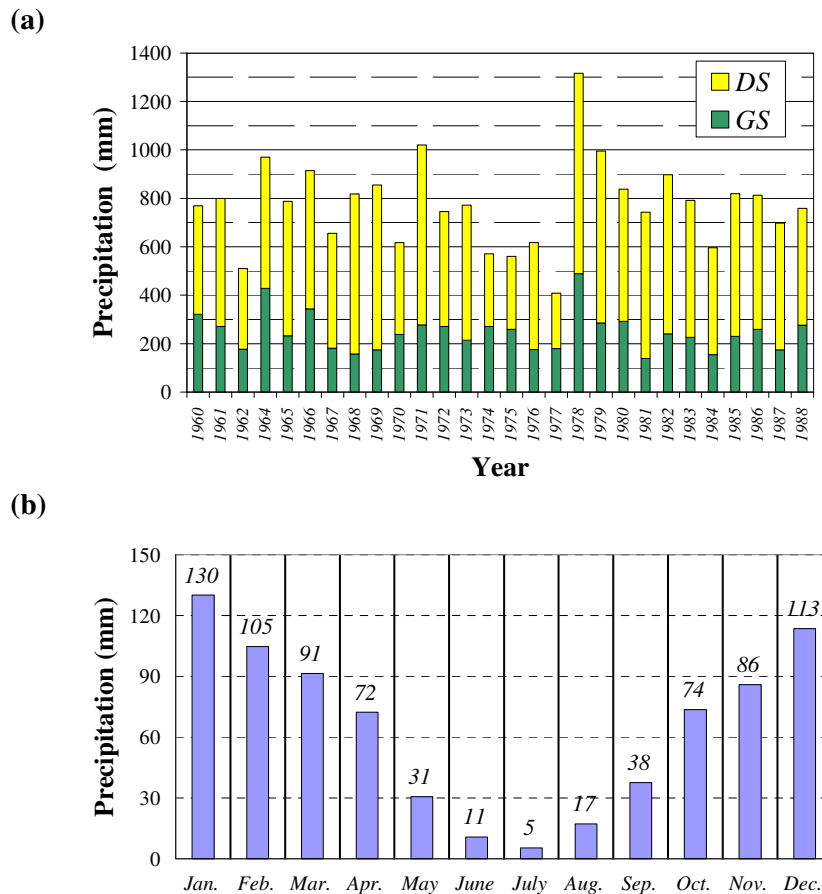 (a)
Precipitation (mm)
1400
1200
1000
800
600
400
200
0
DS
GS
1960 1961 1962 1964 1965 1966 1967 1968 1969 1970 1971 1972 1973 1974 1975 1976 1977 1978 1979 1980 1981 1982 1983 1984 1985 1986 1987 1988
Year
(b)
Precipitation (mm)
150
120
90
60
30
0
130 105 91 72 31 11 5 17 38 74 86 113
Jan. Feb. Mar. Apr. May June July Aug. Sep. Oct. Nov. Dec.